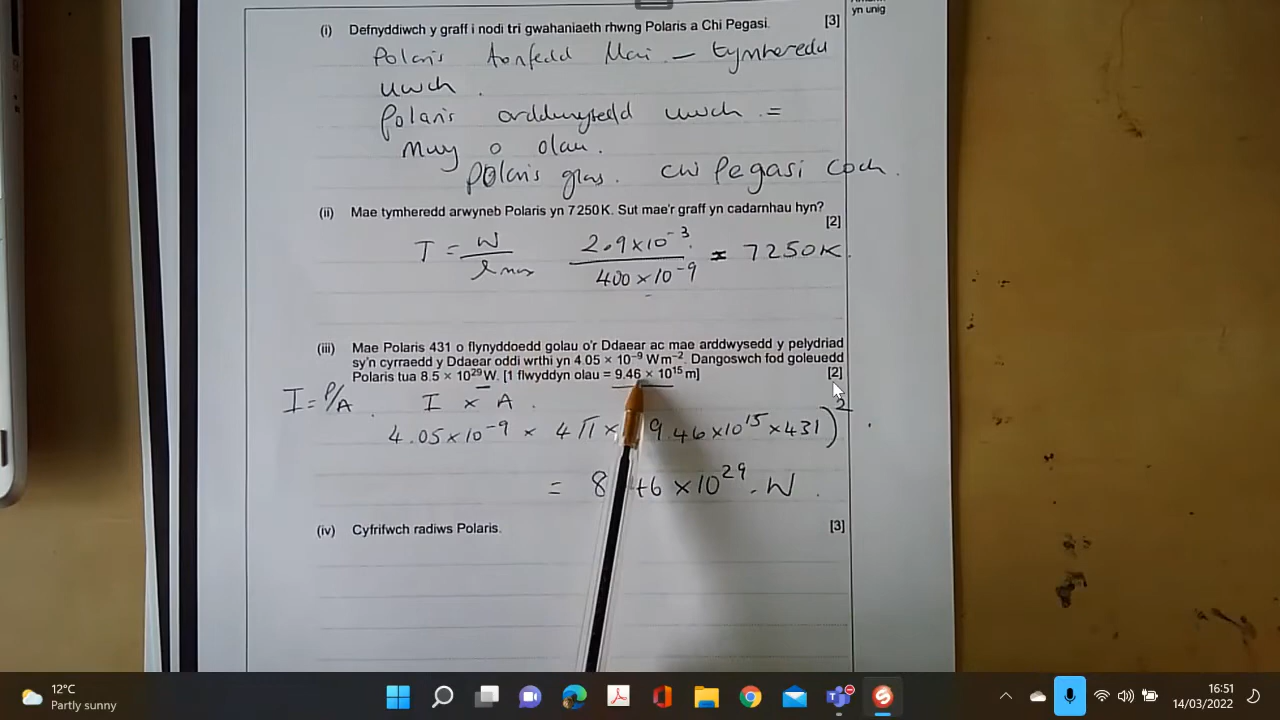 yn unig
(i) Defnyddiwch y graff i nodi tri gwahaniaeth rhwng Polaris a Chi Pegasi. [3]
Polaris Tonfedd Mai – tymheredd
uwch.
Polaris arddwysedd uwch =
mwy o olau.
Polaris glas. Chi Pegasi Coch.
(ii) Mae tymheredd arwyneb Polaris yn 7250K. Sut mae'r graff yn cadarnhau hyn?
[2]
T = W / λmax 2.9×10⁻³ / 400×10⁻⁹ = 7250K.
(iii) Mae Polaris 431 o flynyddoedd golau o'r Ddaear ac mae arddwysedd y pelydriad
sy'n cyrraedd y Ddaear oddi wrthi yn 4.05 × 10⁻⁹ W m⁻². Dangoswch fod goleuedd
Polaris tua 8.5 × 10²⁹ W. [1 flwyddyn olau = 9.46 × 10¹⁵ m] [2]
I = P/A. I × A.
4.05×10⁻⁹ × 4π× 9.46×10¹⁵×431)².
= 8 46 ×10²⁹. W.
(iv) Cyfrifwch radiws Polaris. [3]
12°C
Partly sunny
16:51
14/03/2022